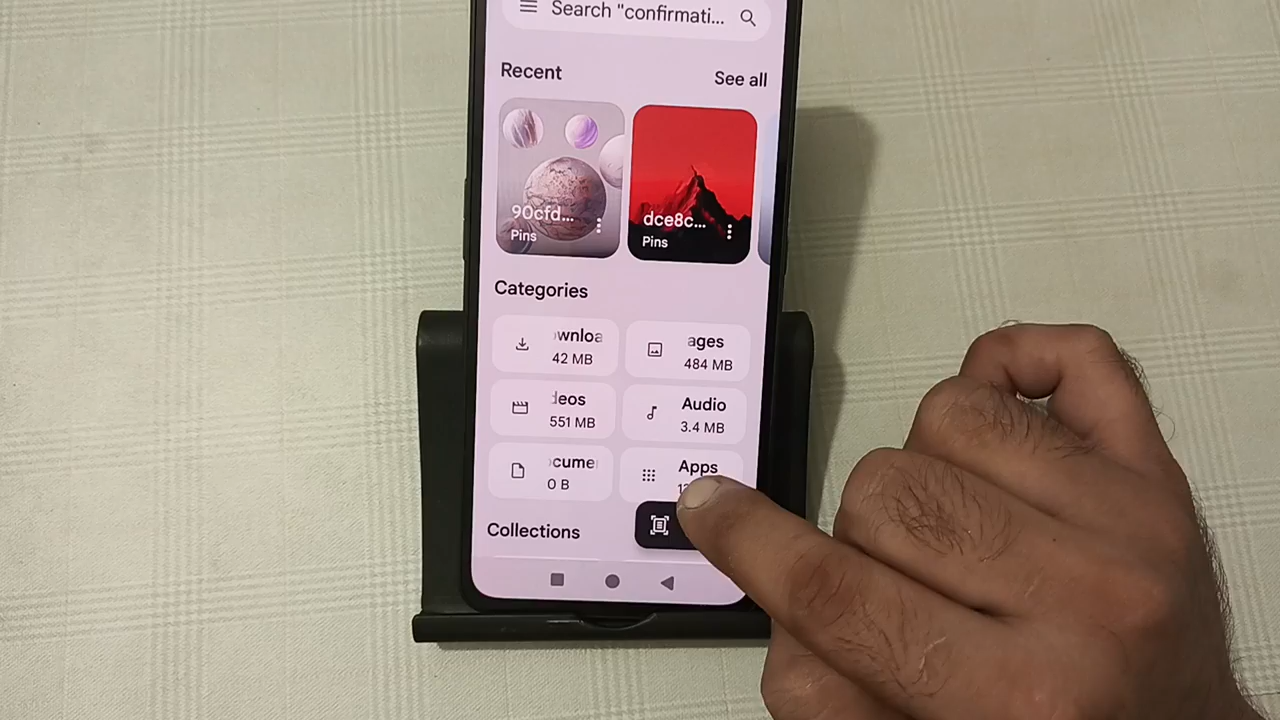 Search "confirmati...
Recent
See all
90cfd...
Pins
dce8c...
Pins
Categories
wnloa
42 MB
ages
484 MB
deos
551 MB
Audio
3.4 MB
cume
0 B
Apps
Collections